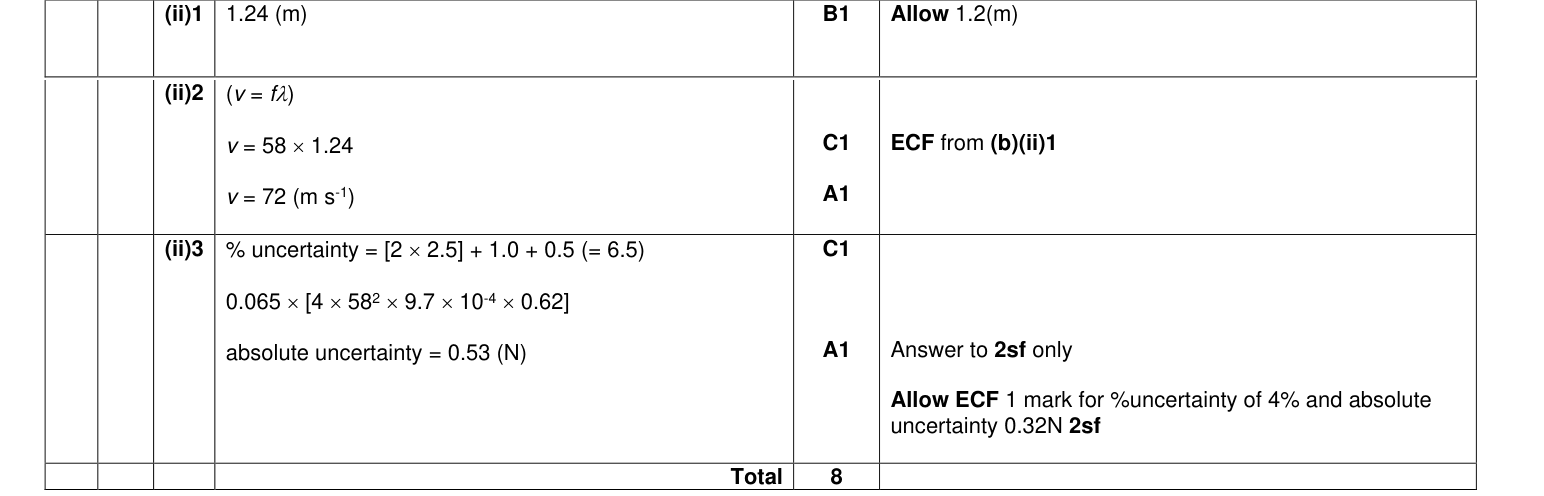 (ii)1 1.24 (m) B1 Allow 1.2(m)
(ii)2 (v = fλ)
v = 58 × 1.24 C1 ECF from (b)(ii)1
v = 72 (m s⁻¹) A1
(ii)3 % uncertainty = [2 × 2.5] + 1.0 + 0.5 (= 6.5) C1
0.065 × [4 × 58² × 9.7 × 10⁻⁴ × 0.62]
absolute uncertainty = 0.53 (N) A1 Answer to 2sf only
Allow ECF 1 mark for %uncertainty of 4% and absolute
uncertainty 0.32N 2sf
Total 8